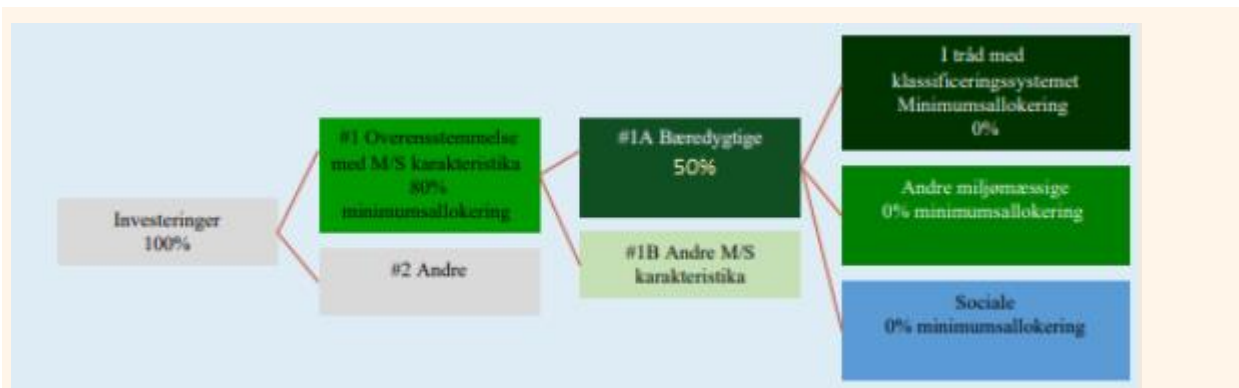 Investeringer
100%
#1 Overensstemmelse
med M/S karakteristika
80%
minimumsallokering
#2 Andre
#1A Bæredygtige
50%
#1B Andre M/S
karakteristika
I tråd med
klassificeringssystemet
Minimumsallokering
0%
Andre miljømæssige
0% minimumsallokering
Sociale
0% minimumsallokering